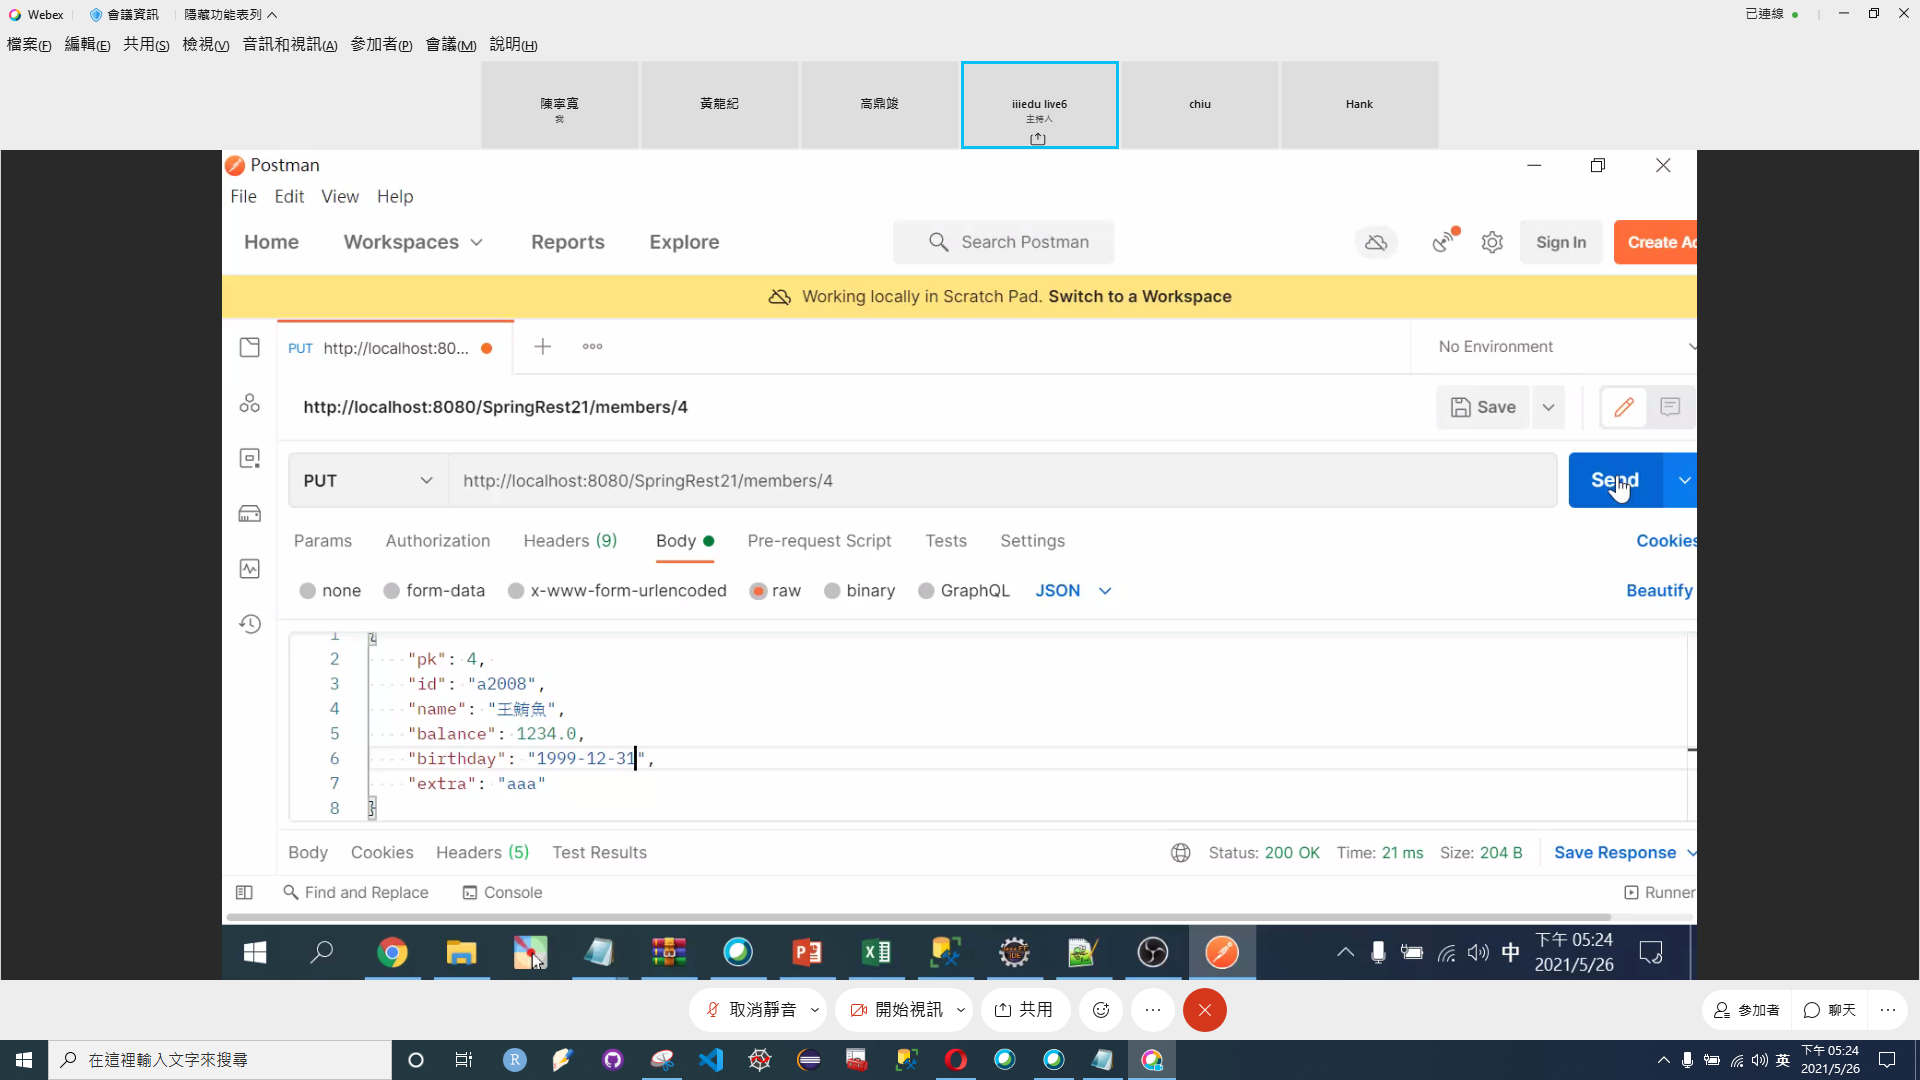 Webex 會議資訊 隱藏功能表列 已連線
檔案(F) 編輯(E) 共用(S) 檢視(V) 音訊和視訊(A) 參加者(P) 會議(M) 說明(H)
陳寧寬 黃龍紀 高鼎竣 iiiedu live6 chiu Hank
我 主持人
Postman
File Edit View Help
Home Workspaces Reports Explore Search Postman Sign In Create Ac
Working locally in Scratch Pad. Switch to a Workspace
PUT http://localhost:80... No Environment
http://localhost:8080/SpringRest21/members/4 Save
PUT http://localhost:8080/SpringRest21/members/4 Send
Params Authorization Headers (9) Body Pre-request Script Tests Settings Cookies
none form-data x-www-form-urlencoded raw binary GraphQL JSON Beautify
1 {
2 "pk": 4,
3 "id": "a2008",
4 "name": "王鮪魚",
5 "balance": 1234.0,
6 "birthday": "1999-12-31",
7 "extra": "aaa"
8 }
Body Cookies Headers (5) Test Results Status: 200 OK Time: 21 ms Size: 204 B Save Response
Find and Replace Console Runner
中 下午 05:24
2021/5/26
取消靜音 開始視訊 共用 參加者 聊天
在這裡輸入文字來搜尋 英 下午 05:24
2021/5/26